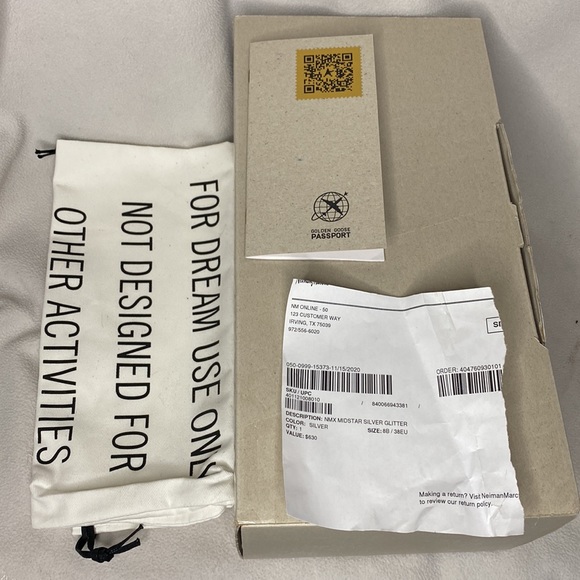 FOR DREAM USE ONLY
NOT DESIGNED FOR
OTHER ACTIVITIES
GOLDEN GOOSE
PASSPORT
NM ONLINE - 50
123 CUSTOMER WAY
IRVING, TX 75039
972/556-6020
050-0999-15373-11/15/2020
ORDER: 404760930101
SKU / UPC
401121008010 / 840066943381 /
DESCRIPTION: NMX MIDSTAR SILVER GLITTER
COLOR: SILVER SIZE: 8B / 38EU
QTY: 1
VALUE: $630
Making a return? Visit NeimanMarc
to review our return policy.